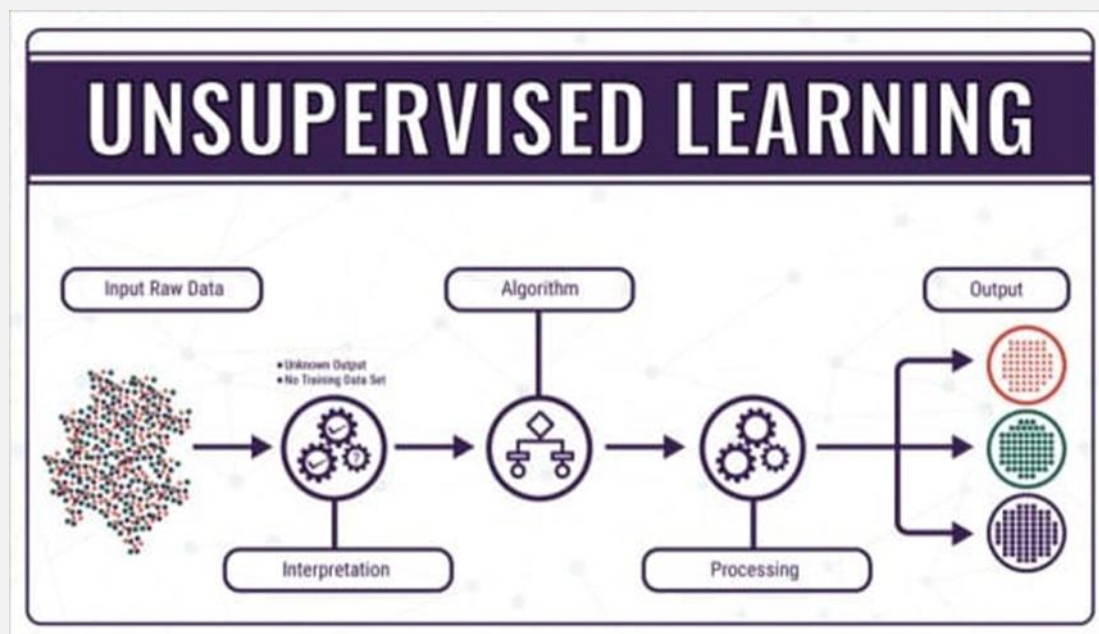 UNSUPERVISED LEARNING
Input Raw Data
Algorithm
Output
• Unknown Output
• No Training Data Set
?
Interpretation
Processing